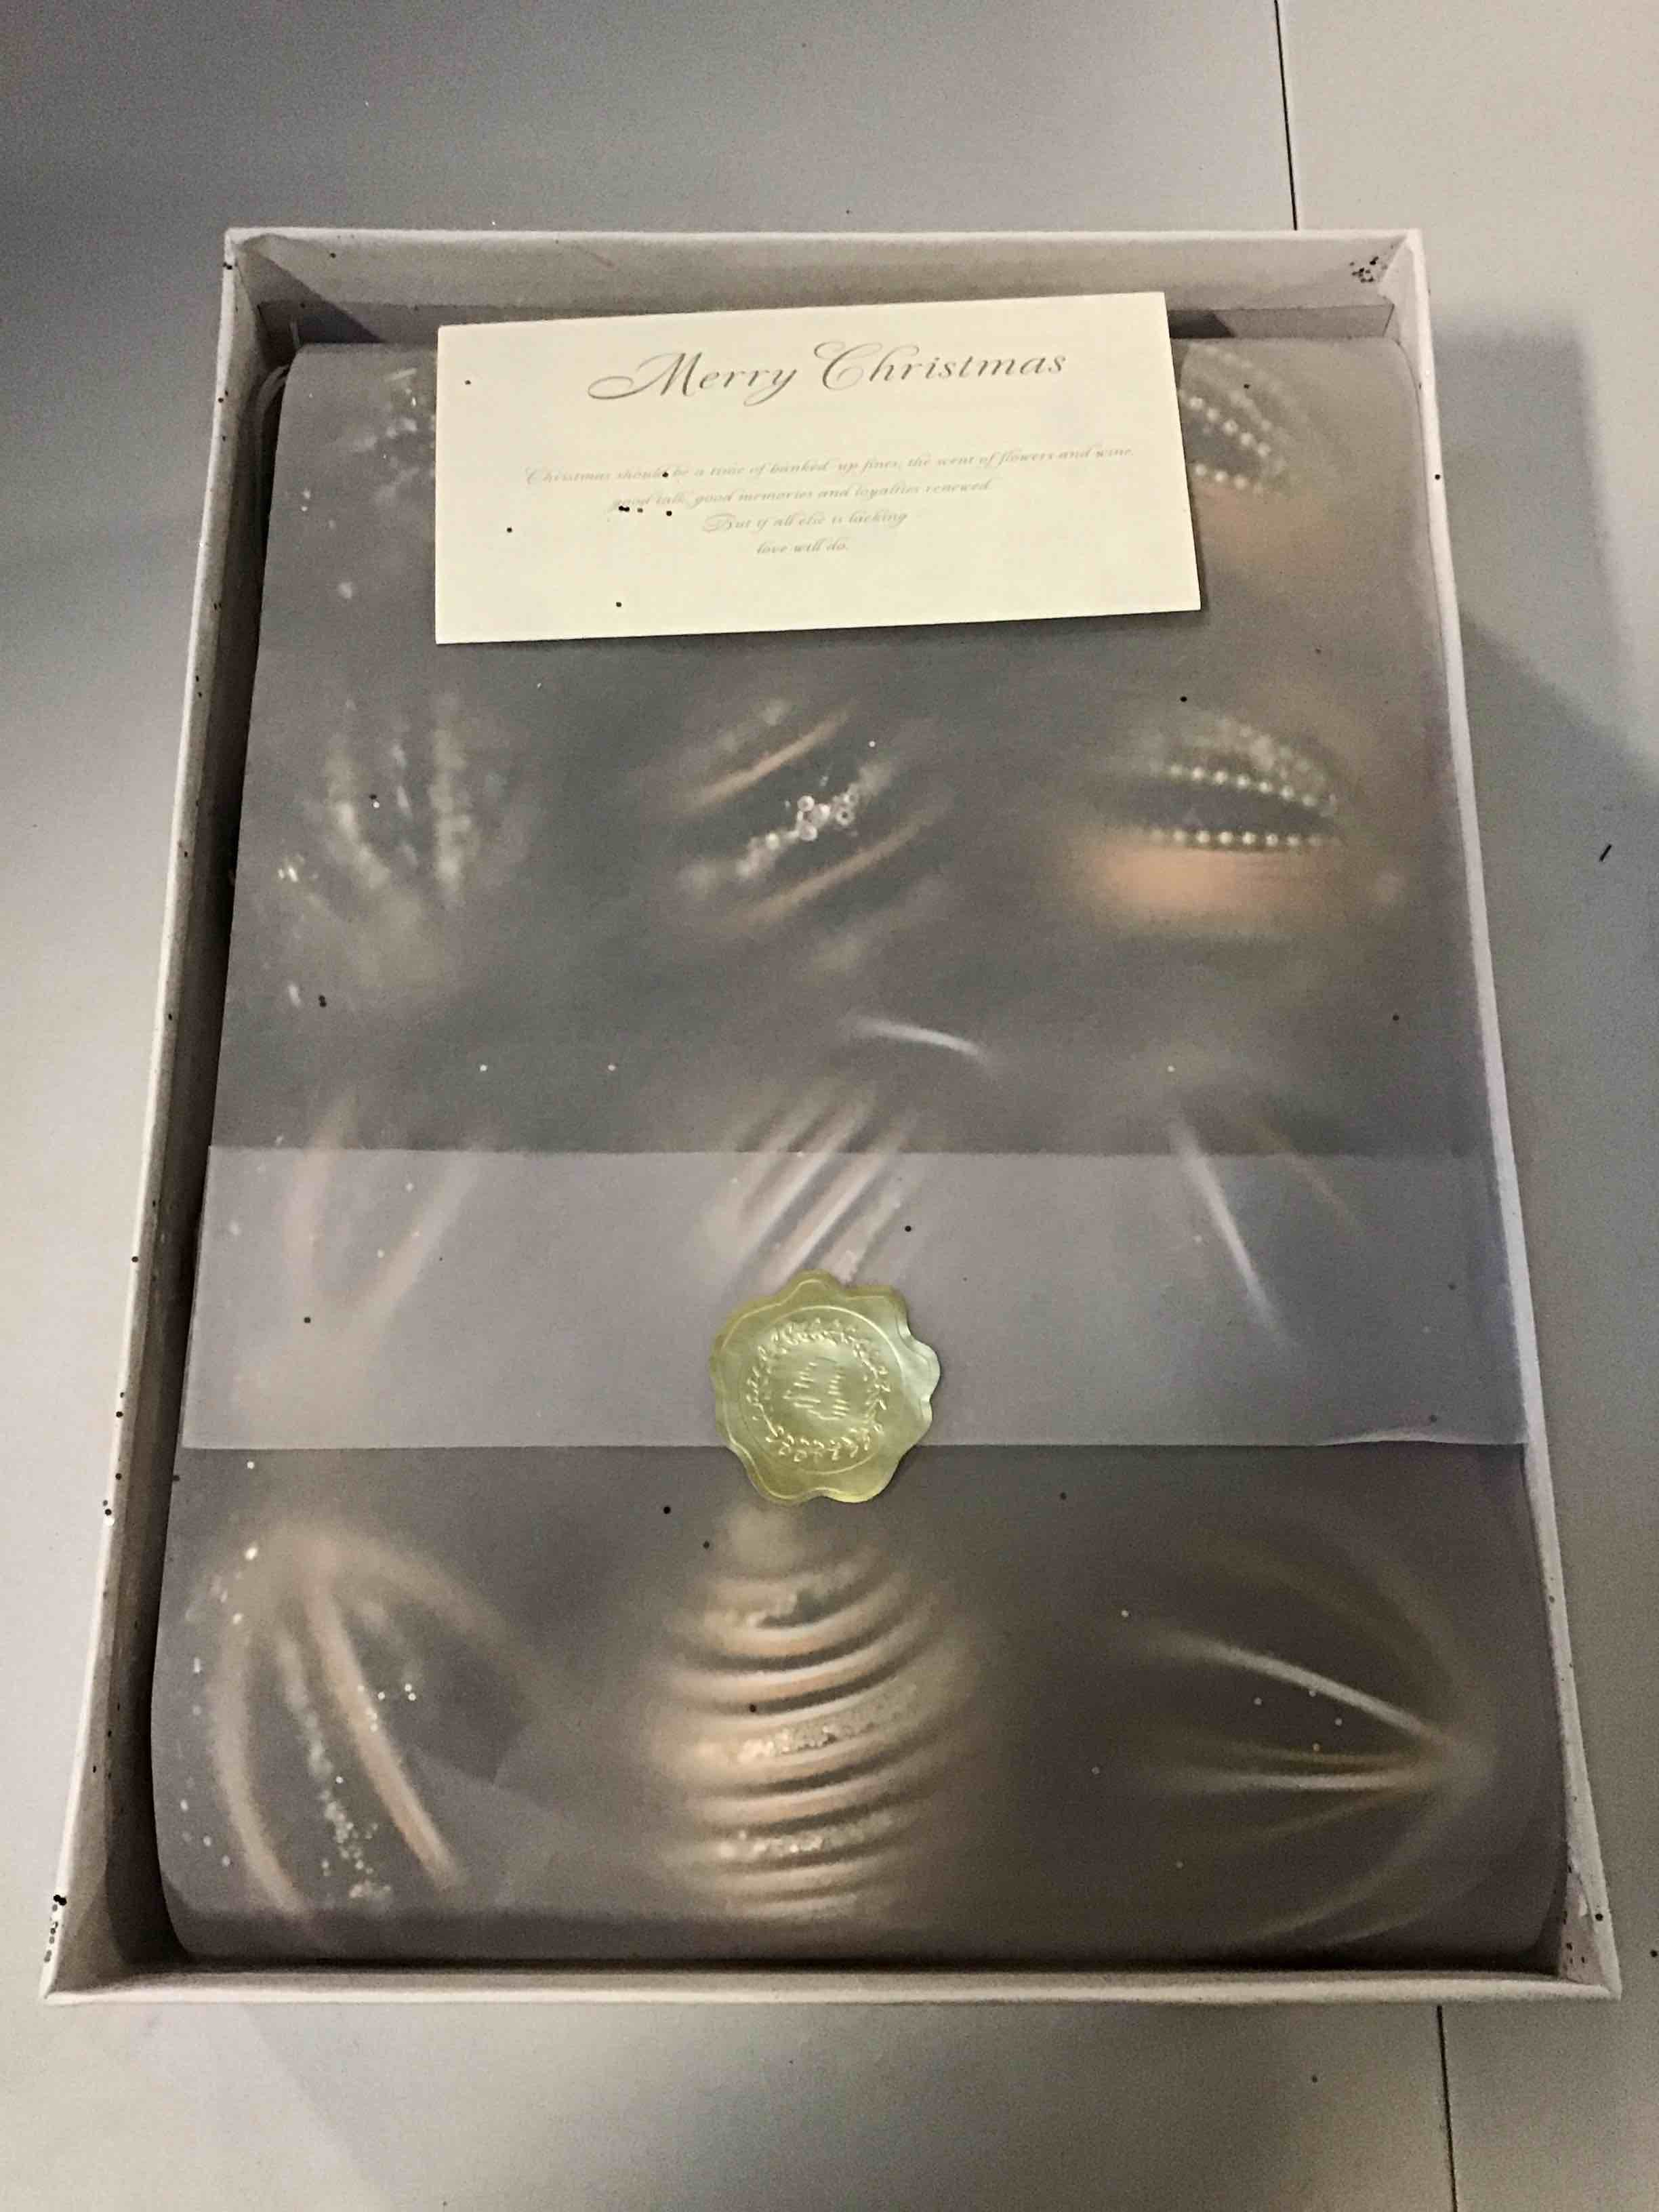 Merry Christmas
Christmas should be a time of banked-up fires, the scent of flowers and wine,
good talk, good memories and loyalties renewed.
But if all else is lacking
love will do.